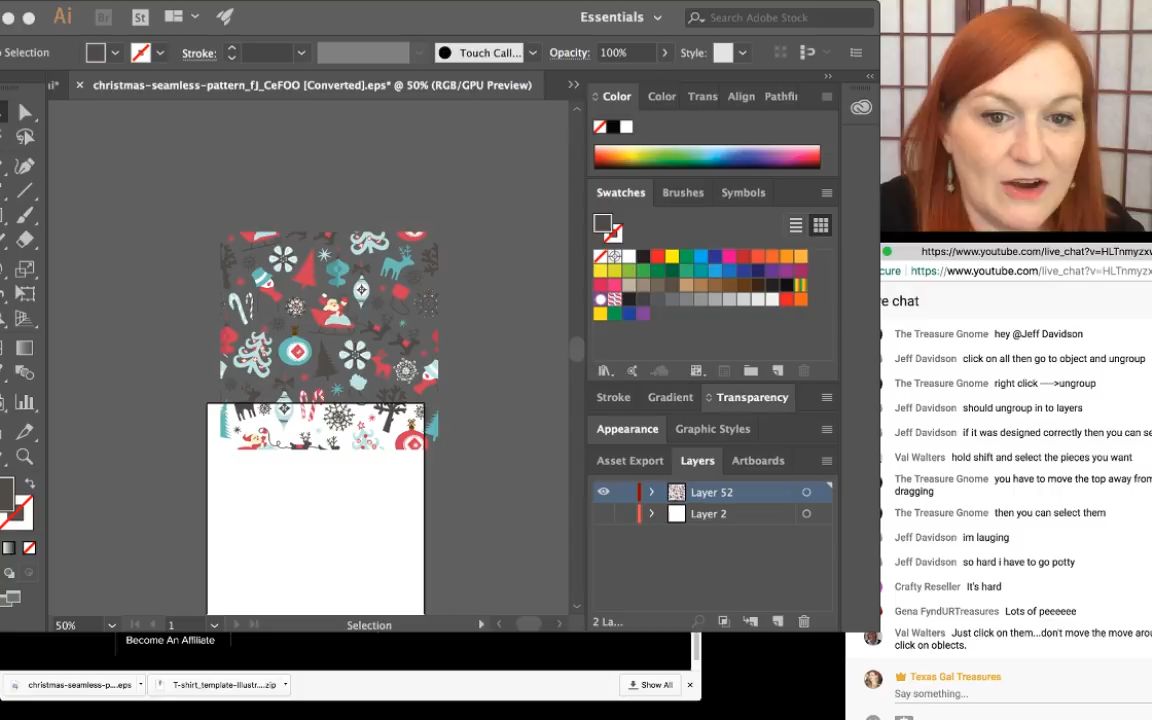 Ai Br St Essentials Search Adobe Stock
Selection Stroke: Touch Call... Opacity: 100% Style:
christmas-seamless-pattern_fJ_CeFOO [Converted].eps* @ 50% (RGB/GPU Preview)
Color Color Trans Align Pathfi
Swatches Brushes Symbols
Stroke Gradient Transparency
Appearance Graphic Styles
Asset Export Layers Artboards
Layer 52
Layer 2
2 La...
50% 1 Selection
Become An Affiliate
christmas-seamless-p....eps T-shirt_template-Illustr....zip Show All
https://www.youtube.com/live_chat?v=HLTnmyzx
cure https://www.youtube.com/live_chat?v=HLTnmyzxV
ve chat
The Treasure Gnome hey @Jeff Davidson
Jeff Davidson click on all then go to object and ungroup
The Treasure Gnome right click ---->ungroup
Jeff Davidson should ungroup in to layers
Jeff Davidson if it was designed correctly then you can se
Val Walters hold shift and select the pieces you want
The Treasure Gnome you have to move the top away from
dragging
The Treasure Gnome then you can select them
Jeff Davidson im lauging
Jeff Davidson so hard i have to go potty
Crafty Reseller It's hard
Gena FyndURTreasures Lots of peeeeee
Val Walters Just click on them...don't move the move arou
click on objects.
Texas Gal Treasures
Say something...